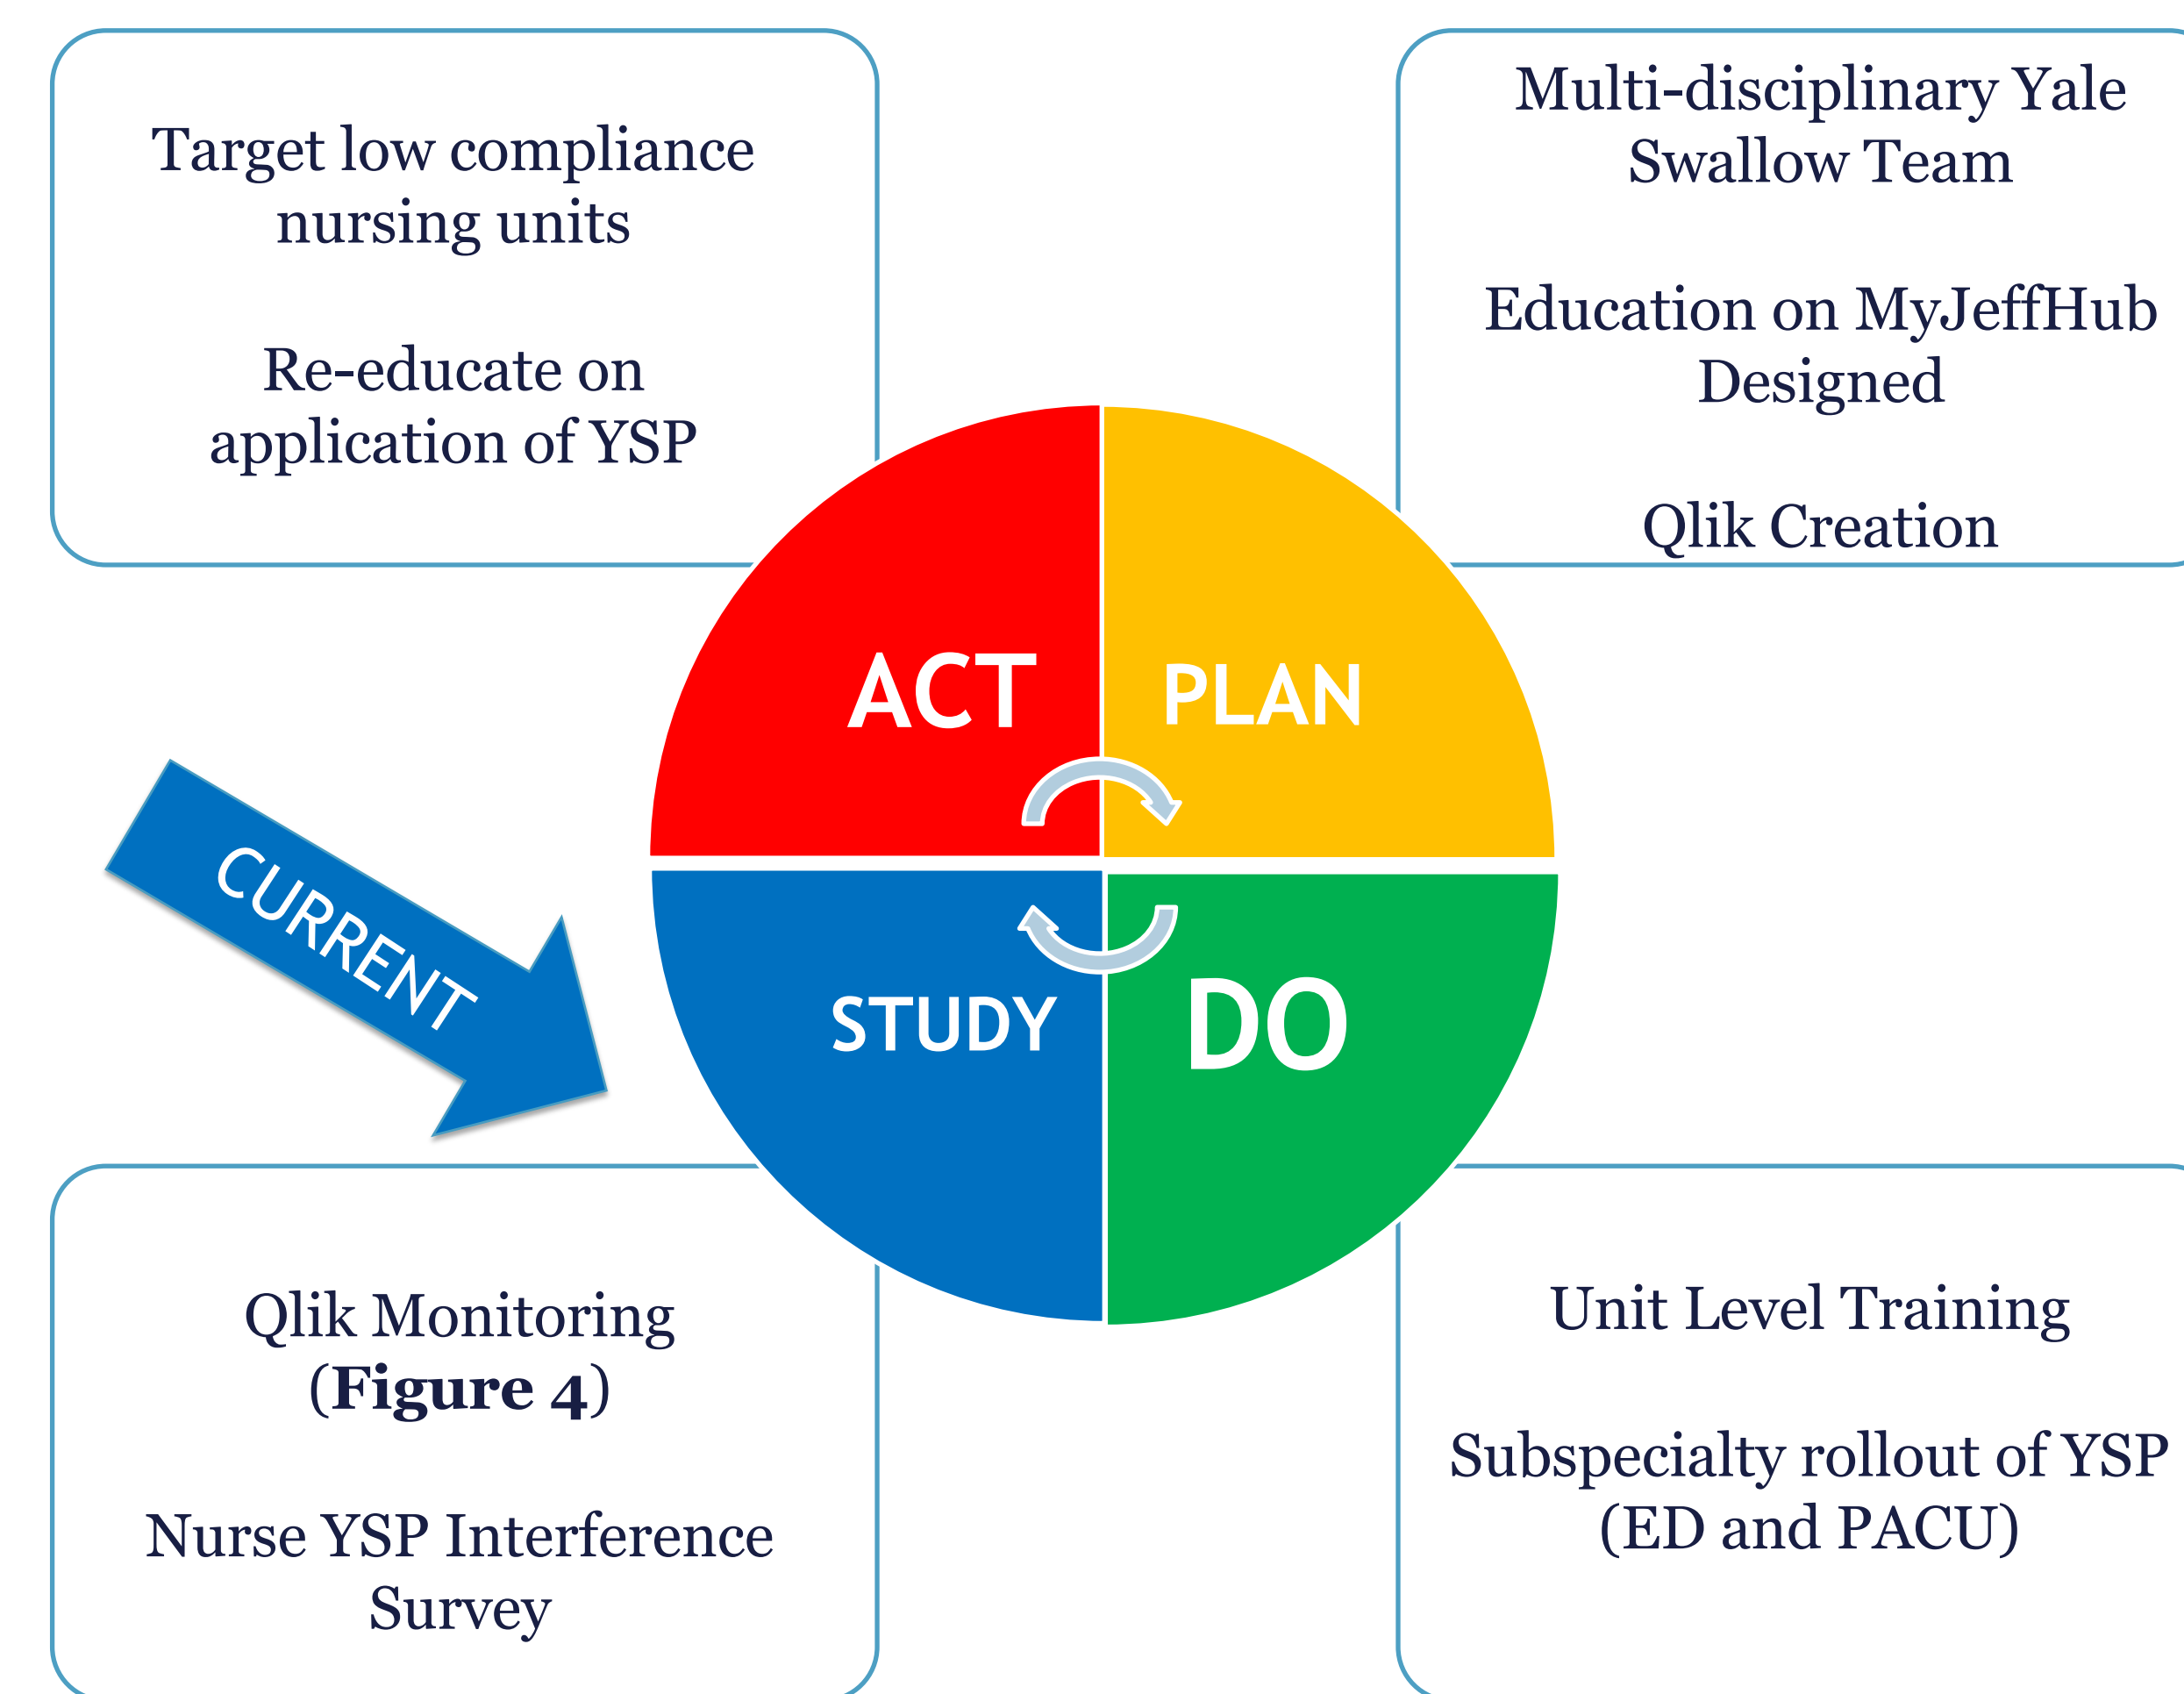 Target low compliance
nursing units
Re-educate on
application of YSP
Multi-disciplinary Yale
Swallow Team
Education on MyJeffHub
Designed
Qlik Creation
ACT
PLAN
CURRENT
STUDY
DO
Qlik Monitoring
(Figure 4)
Nurse YSP Interference
Survey
Unit Level Training
Subspecialty rollout of YSP
(ED and PACU)